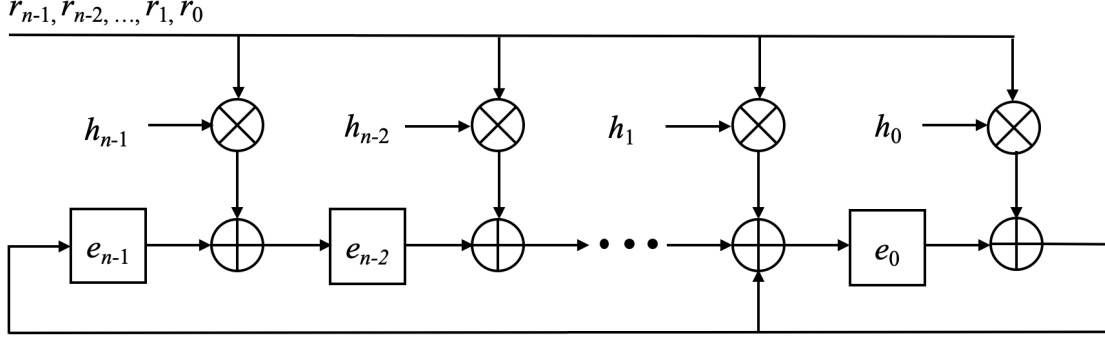 r_{n-1}, r_{n-2}, ..., r_1, r_0
h_{n-1} h_{n-2} h_1 h_0
e_{n-1} e_{n-2} e_0